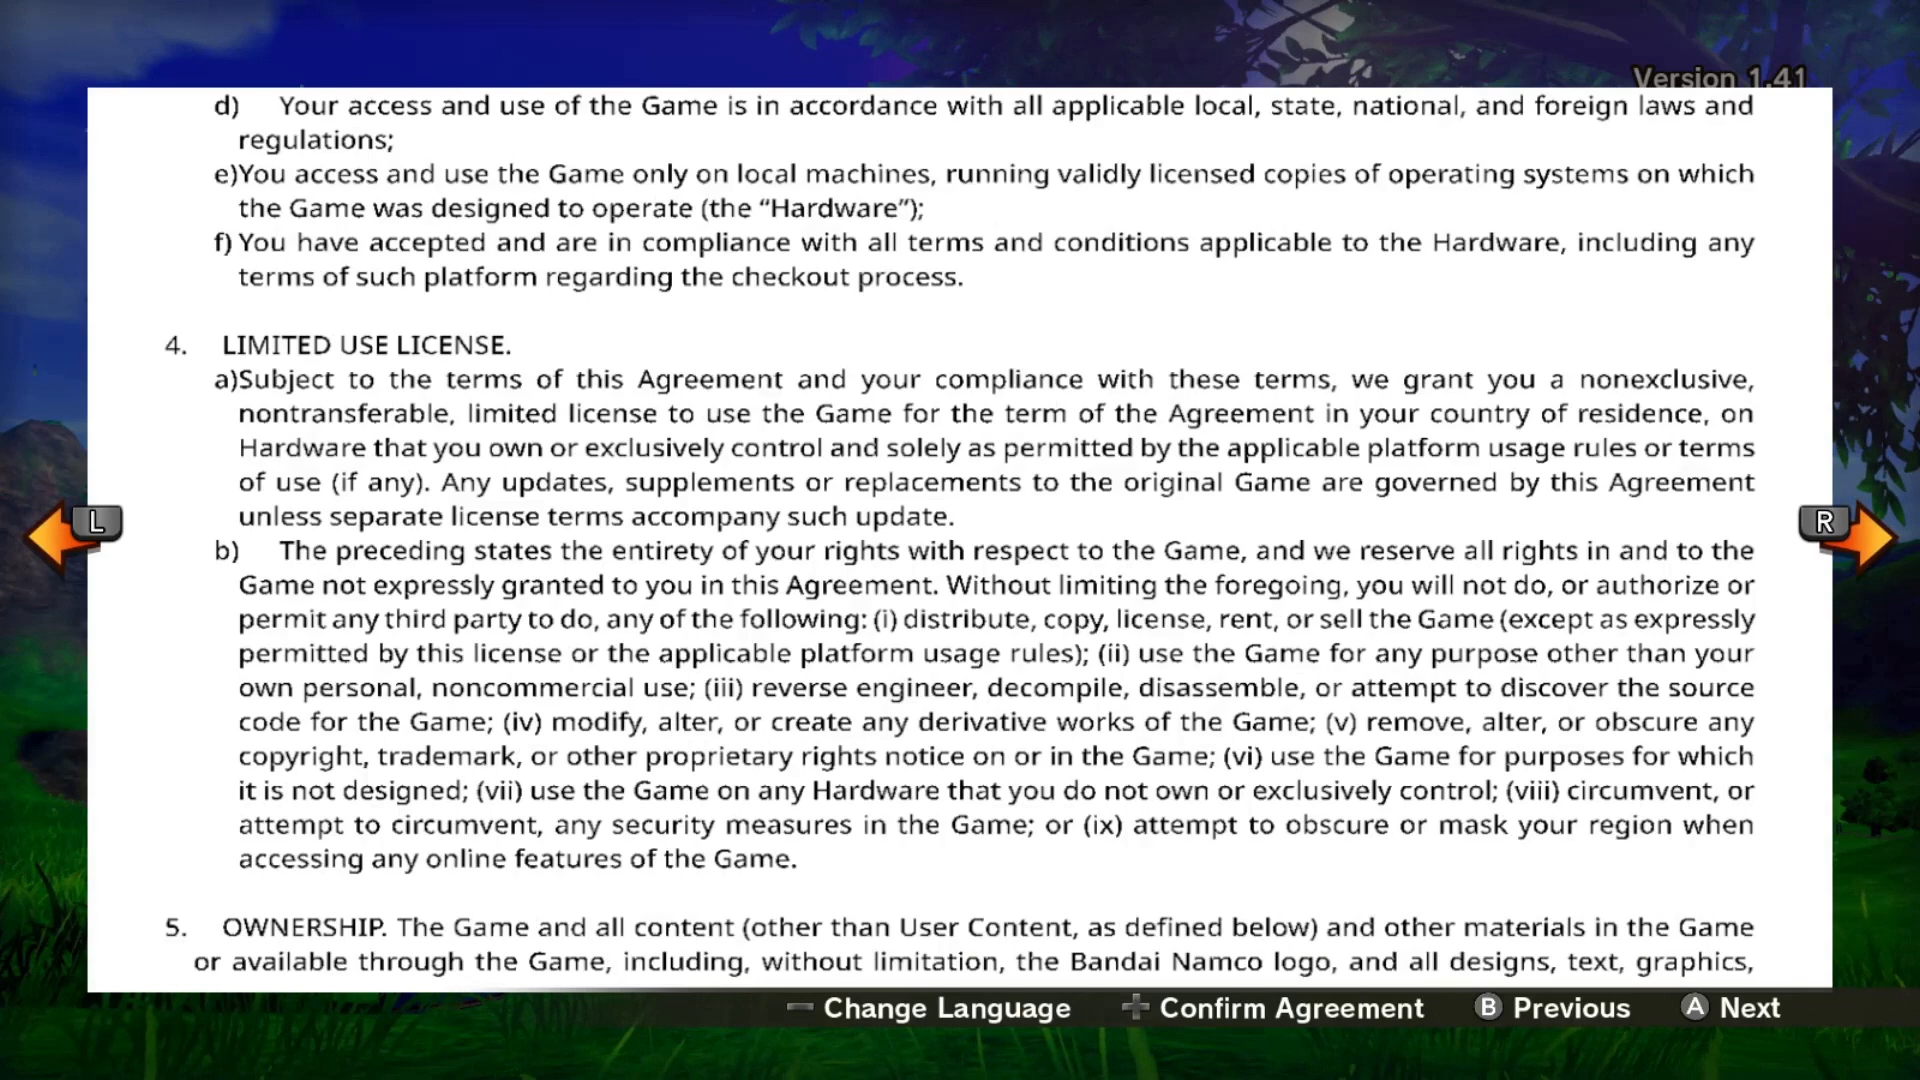 Version 1.41
d) Your access and use of the Game is in accordance with all applicable local, state, national, and foreign laws and
regulations;
e)You access and use the Game only on local machines, running validly licensed copies of operating systems on which
the Game was designed to operate (the “Hardware”);
f) You have accepted and are in compliance with all terms and conditions applicable to the Hardware, including any
terms of such platform regarding the checkout process.
4. LIMITED USE LICENSE.
a)Subject to the terms of this Agreement and your compliance with these terms, we grant you a nonexclusive,
nontransferable, limited license to use the Game for the term of the Agreement in your country of residence, on
Hardware that you own or exclusively control and solely as permitted by the applicable platform usage rules or terms
of use (if any). Any updates, supplements or replacements to the original Game are governed by this Agreement
unless separate license terms accompany such update.
b) The preceding states the entirety of your rights with respect to the Game, and we reserve all rights in and to the
Game not expressly granted to you in this Agreement. Without limiting the foregoing, you will not do, or authorize or
permit any third party to do, any of the following: (i) distribute, copy, license, rent, or sell the Game (except as expressly
permitted by this license or the applicable platform usage rules); (ii) use the Game for any purpose other than your
own personal, noncommercial use; (iii) reverse engineer, decompile, disassemble, or attempt to discover the source
code for the Game; (iv) modify, alter, or create any derivative works of the Game; (v) remove, alter, or obscure any
copyright, trademark, or other proprietary rights notice on or in the Game; (vi) use the Game for purposes for which
it is not designed; (vii) use the Game on any Hardware that you do not own or exclusively control; (viii) circumvent, or
attempt to circumvent, any security measures in the Game; or (ix) attempt to obscure or mask your region when
accessing any online features of the Game.
5. OWNERSHIP. The Game and all content (other than User Content, as defined below) and other materials in the Game
or available through the Game, including, without limitation, the Bandai Namco logo, and all designs, text, graphics,
L
R
Change Language
Confirm Agreement
B Previous
A Next